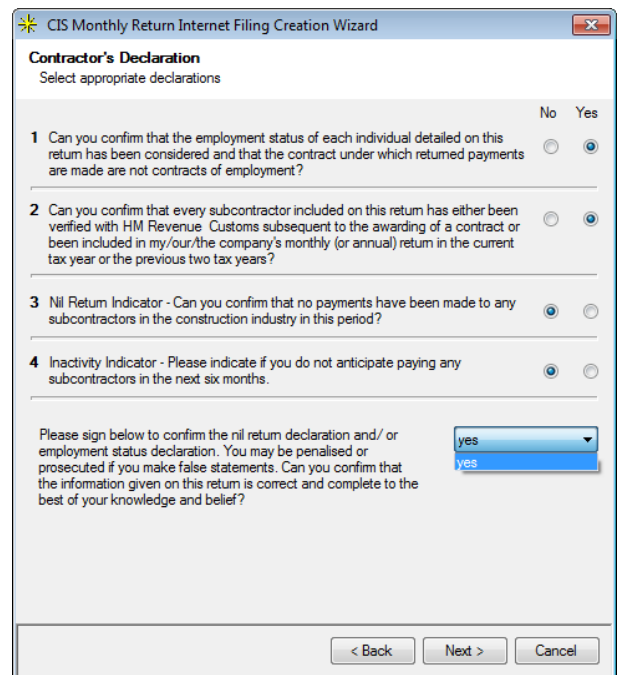 CIS Monthly Return Internet Filing Creation Wizard
Contractor's Declaration
Select appropriate declarations
No Yes
1 Can you confirm that the employment status of each individual detailed on this
return has been considered and that the contract under which returned payments
are made are not contracts of employment?
2 Can you confirm that every subcontractor included on this return has either been
verified with HM Revenue Customs subsequent to the awarding of a contract or
been included in my/our/the company's monthly (or annual) return in the current
tax year or the previous two tax years?
3 Nil Return Indicator - Can you confirm that no payments have been made to any
subcontractors in the construction industry in this period?
4 Inactivity Indicator - Please indicate if you do not anticipate paying any
subcontractors in the next six months.
Please sign below to confirm the nil return declaration and/ or
employment status declaration. You may be penalised or
prosecuted if you make false statements. Can you confirm that
the information given on this return is correct and complete to the
best of your knowledge and belief?
yes
yes
< Back Next > Cancel